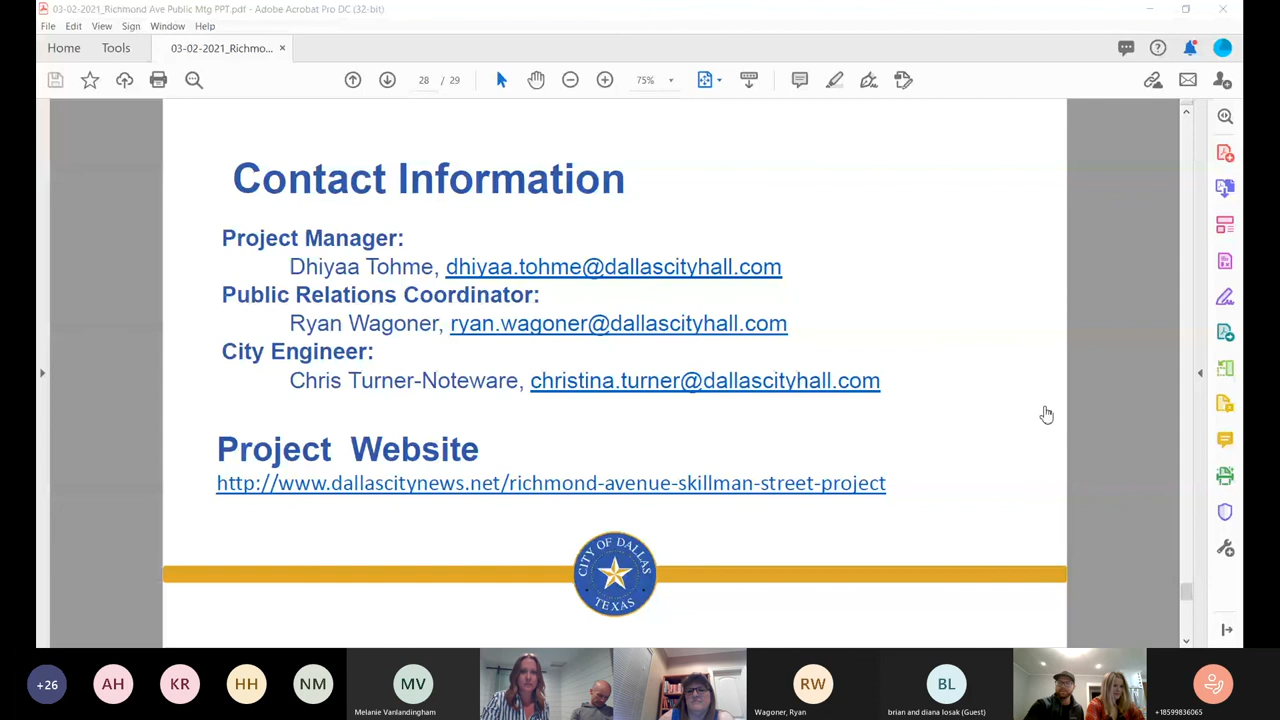 03-02-2021_Richmond Ave Public Mtg PPT.pdf - Adobe Acrobat Pro DC (32-bit)
File Edit View Sign Window Help
Home Tools 03-02-2021_Richmo... ×
28 / 29 75%
Contact Information
Project Manager:
Dhiyaa Tohme, dhiyaa.tohme@dallascityhall.com
Public Relations Coordinator:
Ryan Wagoner, ryan.wagoner@dallascityhall.com
City Engineer:
Chris Turner-Noteware, christina.turner@dallascityhall.com
Project Website
http://www.dallascitynews.net/richmond-avenue-skillman-street-project
CITY OF DALLAS
TEXAS
+26 AH KR HH NM MV RW BL
Melanie Vanlandingham Wagoner, Ryan brian and diana losak (Guest) +18599836065